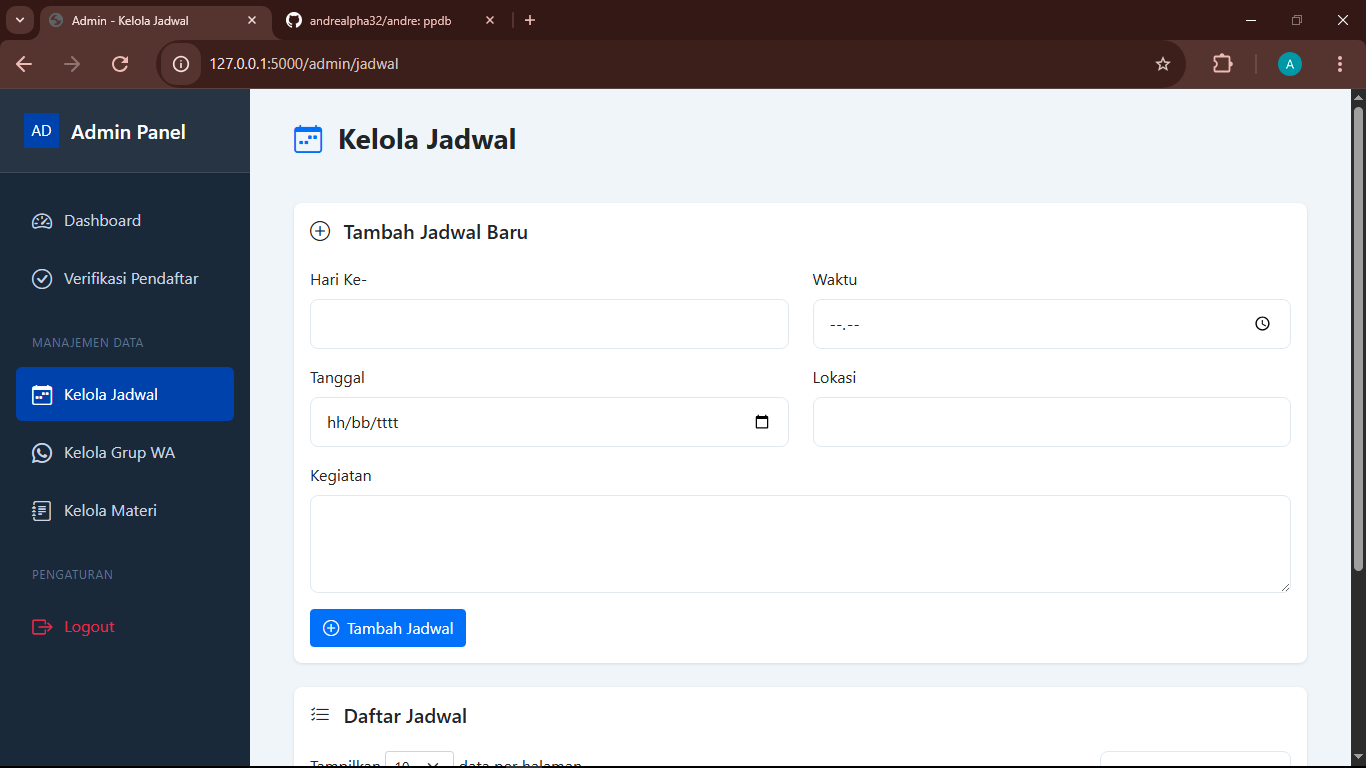 Admin - Kelola Jadwal
andrealpha32/andre: ppdb
127.0.0.1:5000/admin/jadwal
A
AD Admin Panel
Dashboard
Verifikasi Pendaftar
MANAJEMEN DATA
Kelola Jadwal
Kelola Grup WA
Kelola Materi
PENGATURAN
Logout
Kelola Jadwal
Tambah Jadwal Baru
Hari Ke-
Waktu
--.--
Tanggal
Lokasi
hh/bb/tttt
Kegiatan
Tambah Jadwal
Daftar Jadwal
Tampilkan 10 data per halaman